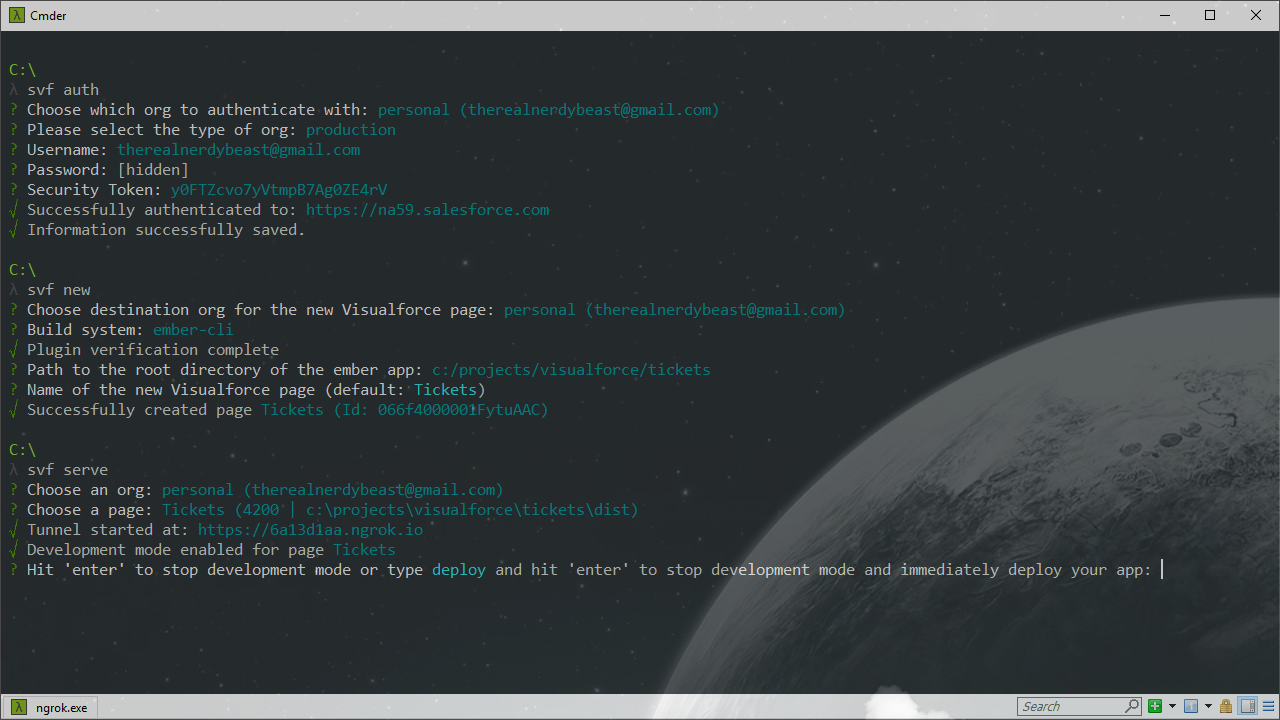 Cmder
C:\
λ svf auth
? Choose which org to authenticate with: personal (therealnerdybeast@gmail.com)
? Please select the type of org: production
? Username: therealnerdybeast@gmail.com
? Password: [hidden]
? Security Token: y0FTZcvo7yVtmpB7Ag0ZE4rV
√ Successfully authenticated to: https://na59.salesforce.com
√ Information successfully saved.
C:\
λ svf new
? Choose destination org for the new Visualforce page: personal (therealnerdybeast@gmail.com)
? Build system: ember-cli
√ Plugin verification complete
? Path to the root directory of the ember app: c:/projects/visualforce/tickets
? Name of the new Visualforce page (default: Tickets)
√ Successfully created page Tickets (Id: 066f4000001FytuAAC)
C:\
λ svf serve
? Choose an org: personal (therealnerdybeast@gmail.com)
? Choose a page: Tickets (4200 | c:\projects\visualforce\tickets\dist)
√ Tunnel started at: https://6a13d1aa.ngrok.io
√ Development mode enabled for page Tickets
? Hit 'enter' to stop development mode or type deploy and hit 'enter' to stop development mode and immediately deploy your app:
λ ngrok.exe
Search